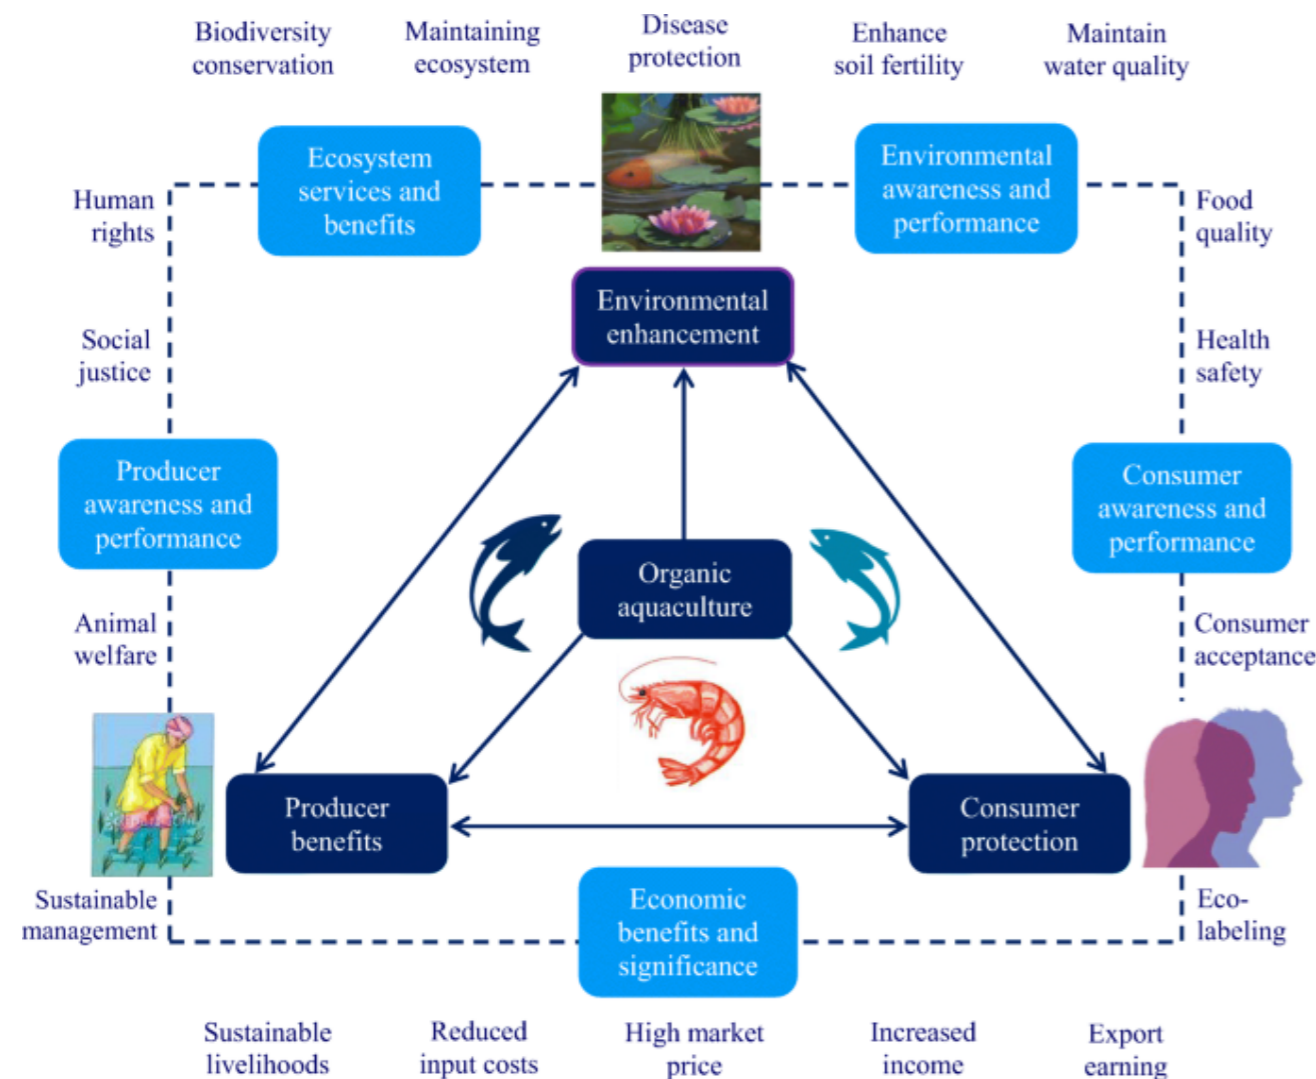 Biodiversity
conservation
Maintaining
ecosystem
Disease
protection
Enhance
soil fertility
Maintain
water quality
Ecosystem
services and
benefits
Environmental
awareness and
performance
Human
rights
Food
quality
Environmental
enhancement
Social
justice
Health
safety
Producer
awareness and
performance
Consumer
awareness and
performance
Organic
aquaculture
Animal
welfare
Consumer
acceptance
Producer
benefits
Consumer
protection
Sustainable
management
Economic
benefits and
significance
Eco-
labeling
Sustainable
livelihoods
Reduced
input costs
High market
price
Increased
income
Export
earning